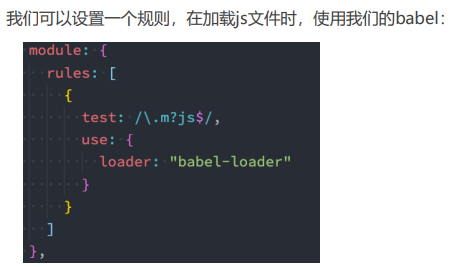 我们可以设置一个规则，在加载js文件时，使用我们的babel：
module: {
  rules: [
    {
      test: /\.m?js$/,
      use: {
        loader: "babel-loader"
      }
    }
  ]
},